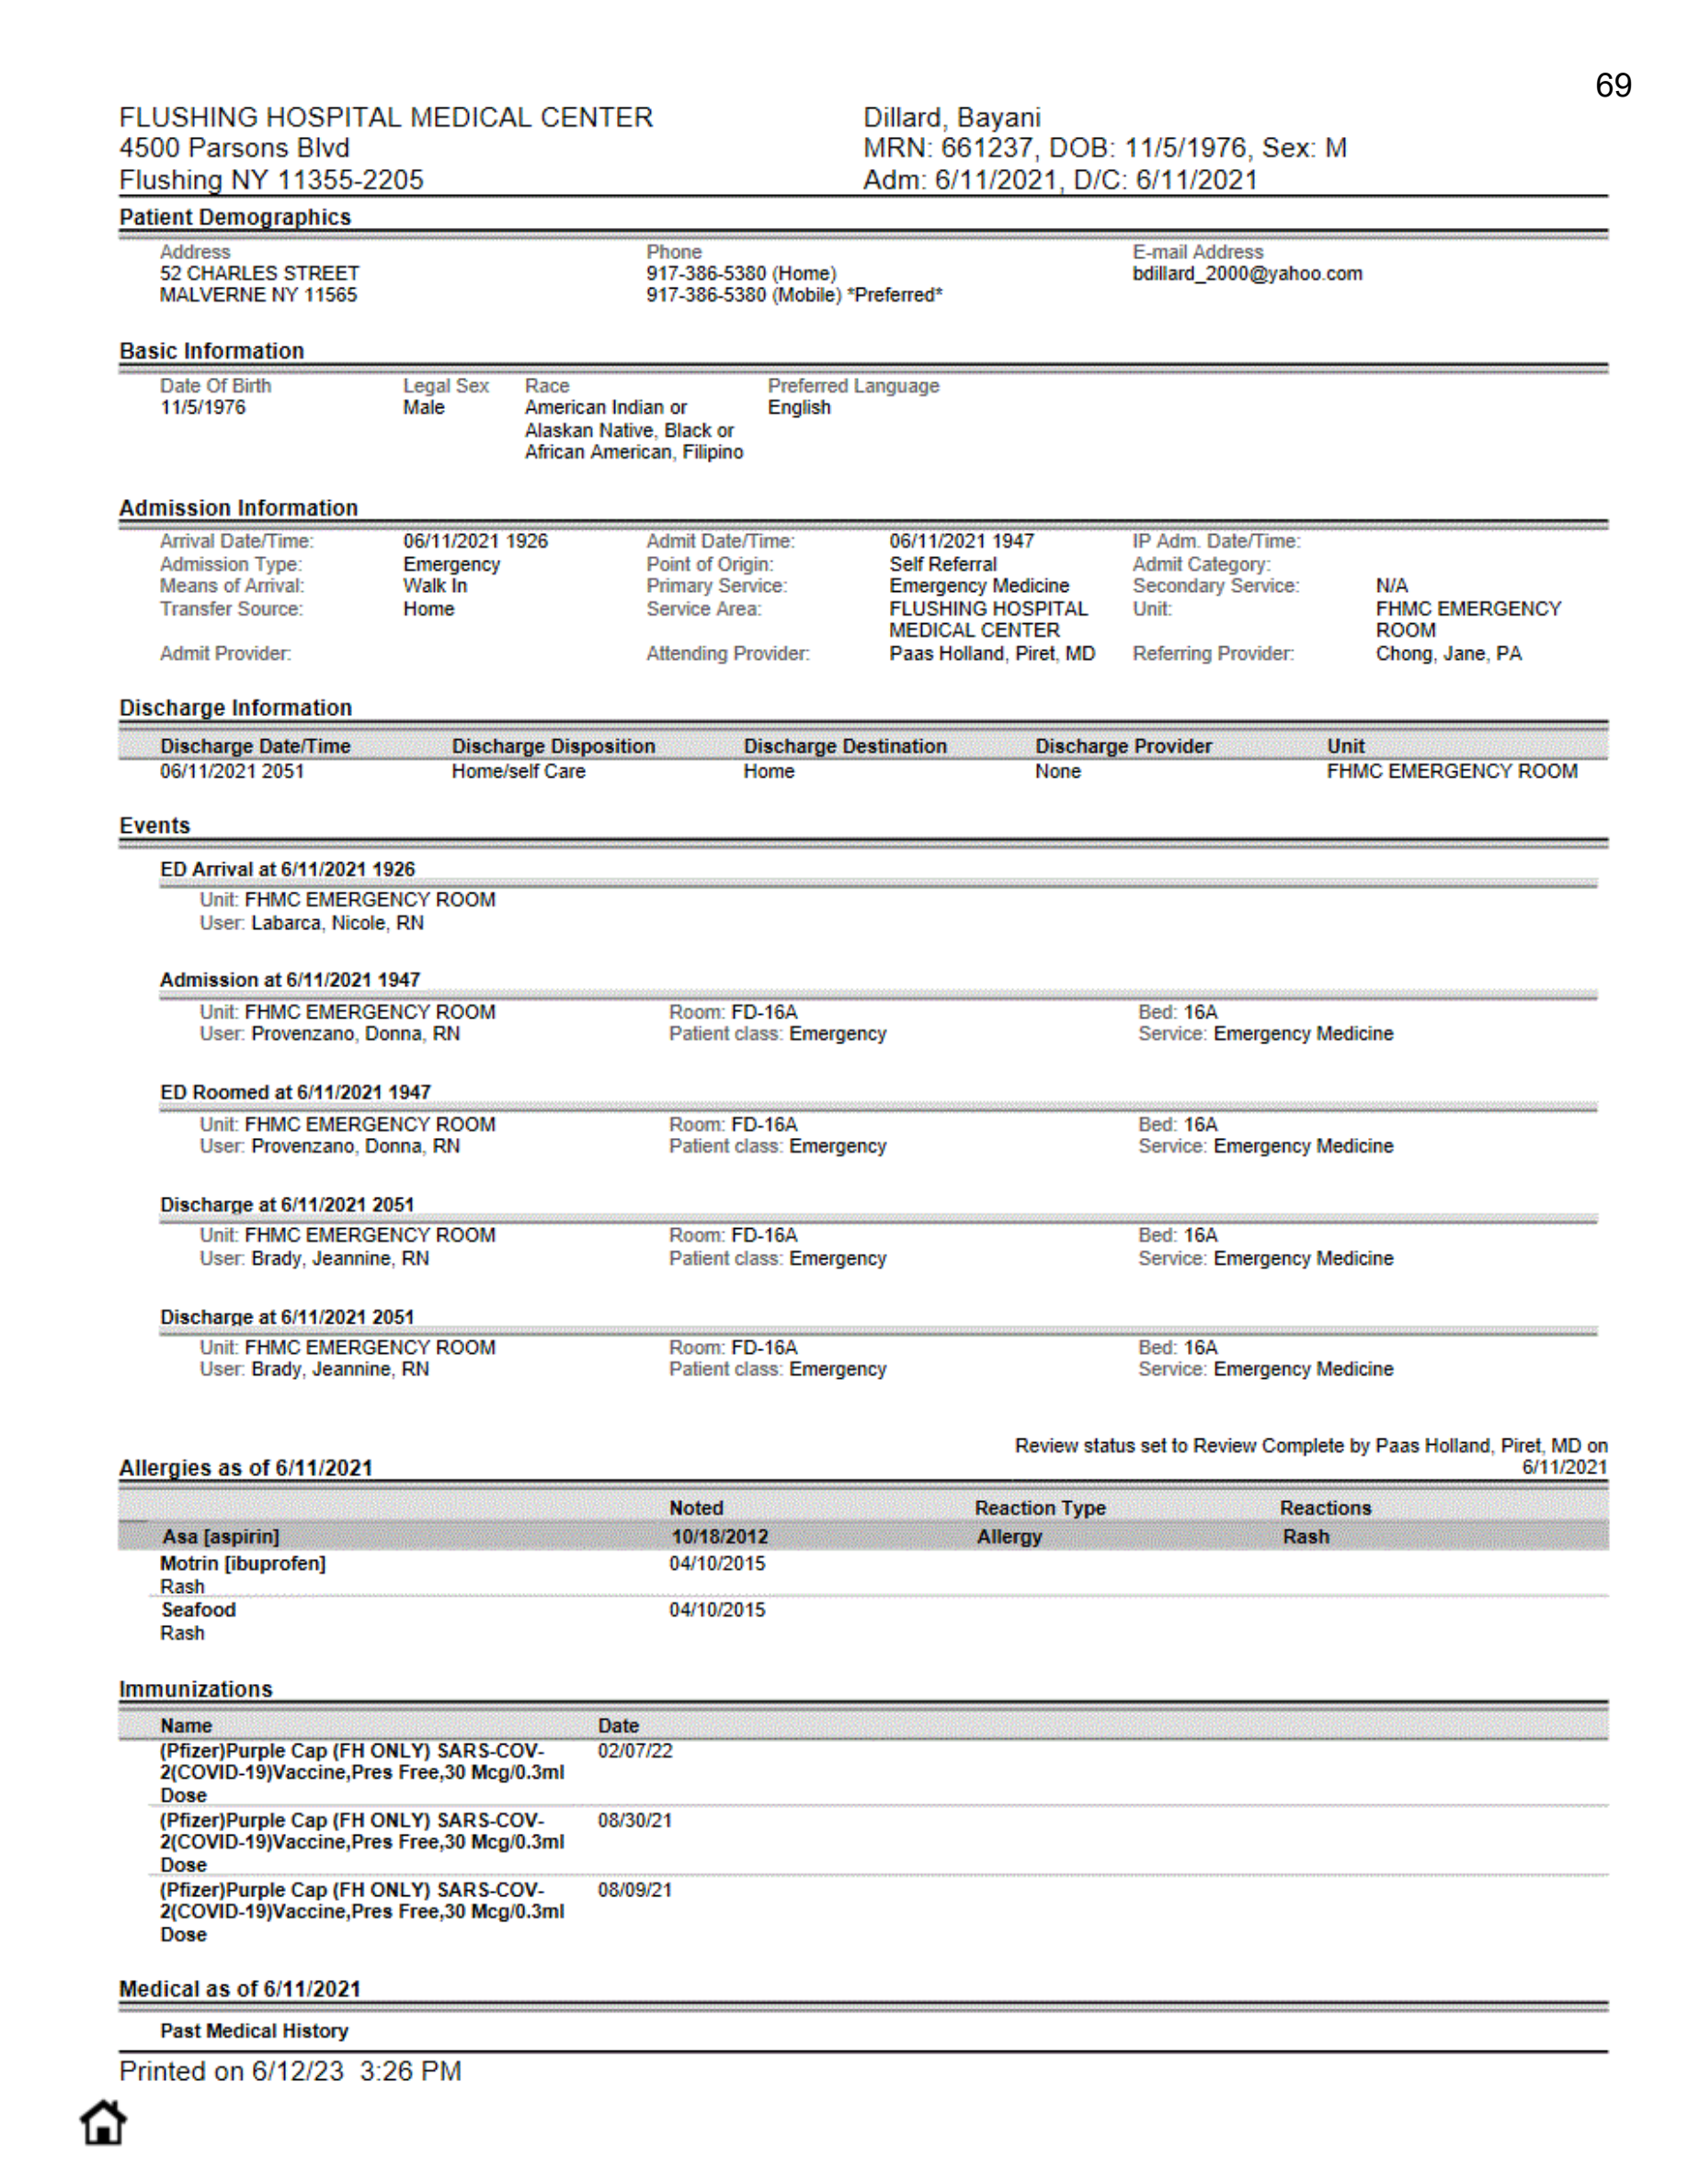 69
FLUSHING HOSPITAL MEDICAL CENTER Dillard, Bayani
4500 Parsons Blvd MRN: 661237, DOB: 11/5/1976, Sex: M
Flushing NY 11355-2205 Adm: 6/11/2021, D/C: 6/11/2021
Patient Demographics
Address Phone E-mail Address
52 CHARLES STREET 917-386-5380 (Home) bdillard_2000@yahoo.com
MALVERNE NY 11565 917-386-5380 (Mobile) *Preferred*
Basic Information
Date Of Birth Legal Sex Race Preferred Language
11/5/1976 Male American Indian or English
Alaskan Native, Black or
African American, Filipino
Admission Information
Arrival Date/Time: 06/11/2021 1926 Admit Date/Time: 06/11/2021 1947 IP Adm. Date/Time:
Admission Type: Emergency Point of Origin: Self Referral Admit Category:
Means of Arrival: Walk In Primary Service: Emergency Medicine Secondary Service: N/A
Transfer Source: Home Service Area: FLUSHING HOSPITAL Unit: FHMC EMERGENCY
MEDICAL CENTER ROOM
Admit Provider: Attending Provider: Paas Holland, Piret, MD Referring Provider: Chong, Jane, PA
Discharge Information
Discharge Date/Time Discharge Disposition Discharge Destination Discharge Provider Unit
06/11/2021 2051 Home/self Care Home None FHMC EMERGENCY ROOM
Events
ED Arrival at 6/11/2021 1926
Unit: FHMC EMERGENCY ROOM
User: Labarca, Nicole, RN
Admission at 6/11/2021 1947
Unit: FHMC EMERGENCY ROOM Room: FD-16A Bed: 16A
User: Provenzano, Donna, RN Patient class: Emergency Service: Emergency Medicine
ED Roomed at 6/11/2021 1947
Unit: FHMC EMERGENCY ROOM Room: FD-16A Bed: 16A
User: Provenzano, Donna, RN Patient class: Emergency Service: Emergency Medicine
Discharge at 6/11/2021 2051
Unit: FHMC EMERGENCY ROOM Room: FD-16A Bed: 16A
User: Brady, Jeannine, RN Patient class: Emergency Service: Emergency Medicine
Discharge at 6/11/2021 2051
Unit: FHMC EMERGENCY ROOM Room: FD-16A Bed: 16A
User: Brady, Jeannine, RN Patient class: Emergency Service: Emergency Medicine
Review status set to Review Complete by Paas Holland, Piret, MD on
Allergies as of 6/11/2021 6/11/2021
Noted Reaction Type Reactions
Asa [aspirin] 10/18/2012 Allergy Rash
Motrin [ibuprofen] 04/10/2015
Rash
Seafood 04/10/2015
Rash
Immunizations
Name Date
(Pfizer)Purple Cap (FH ONLY) SARS-COV- 02/07/22
2(COVID-19)Vaccine,Pres Free,30 Mcg/0.3ml
Dose
(Pfizer)Purple Cap (FH ONLY) SARS-COV- 08/30/21
2(COVID-19)Vaccine,Pres Free,30 Mcg/0.3ml
Dose
(Pfizer)Purple Cap (FH ONLY) SARS-COV- 08/09/21
2(COVID-19)Vaccine,Pres Free,30 Mcg/0.3ml
Dose
Medical as of 6/11/2021
Past Medical History
Printed on 6/12/23 3:26 PM